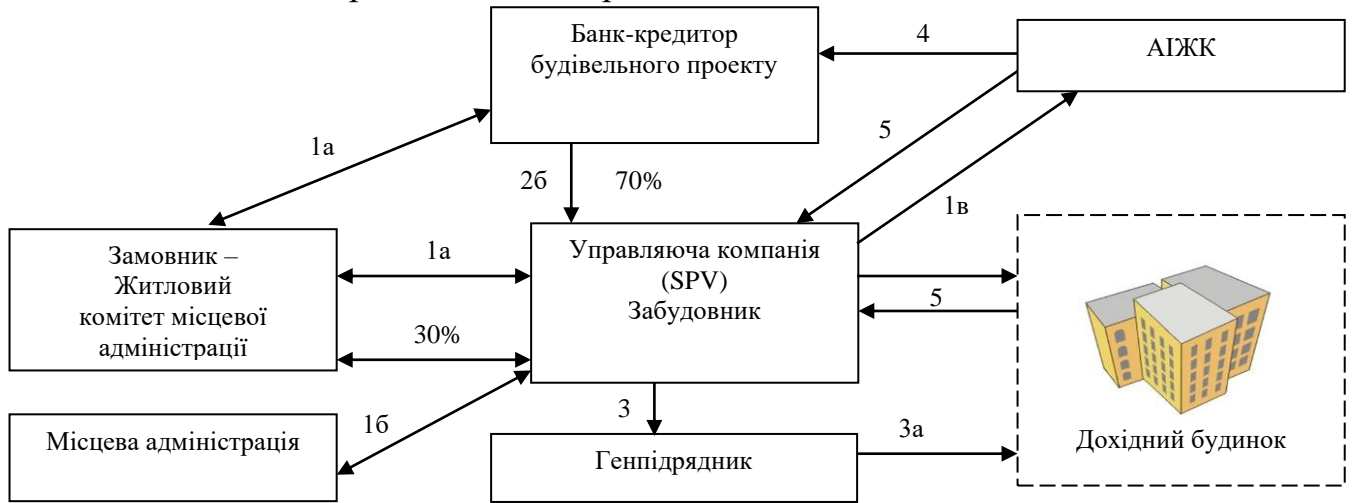 Банк-кредитор
будівельного проекту
4
АІЖК
1а
5
2б
70%
1в
Замовник –
Житловий
комітет місцевої
адміністрації
1а
30%
Управляюча компанія
(SPV)
Забудовник
5
Місцева адміністрація
1б
3
Генпідрядник
3а
Дохідний будинок